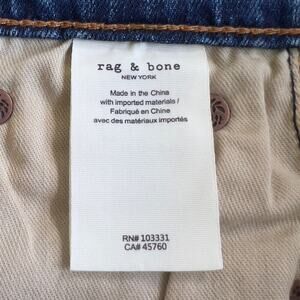 rag & bone
NEW YORK
Made in the China
with imported materials /
Fabriqué en Chine
avec des matériaux importés
RN# 103331
CA# 45760